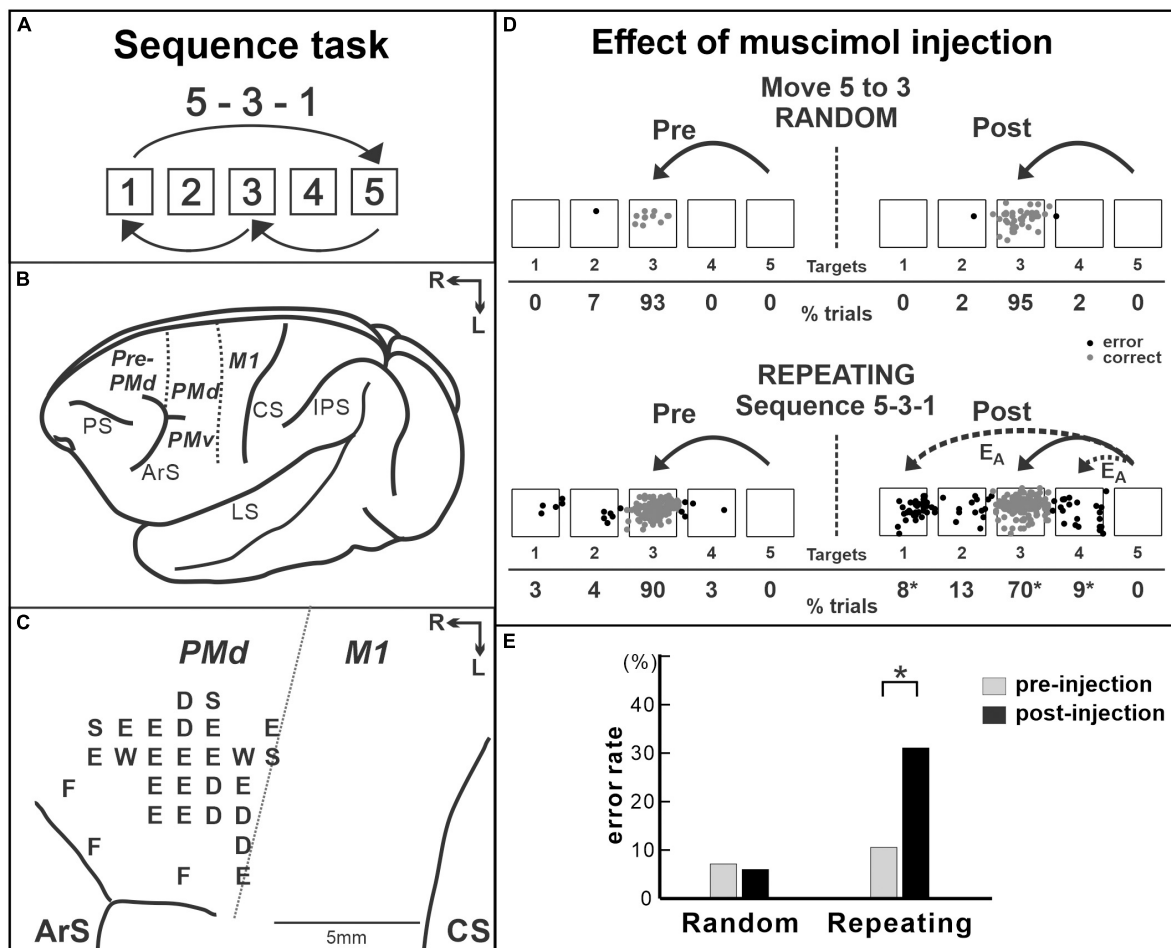 A
Sequence task
5 - 3 - 1
1 2 3 4 5
B
R
L
Pre-
PMd
PMd
M1
PS
PMv
CS
IPS
ArS
LS
C
R
L
PMd M1
D S
S E E D E E
E W E E E E W S
F E E D E
E E D D
F D
F E
ArS
5mm
CS
D
Effect of muscimol injection
Move 5 to 3
RANDOM
Pre Post
1 2 3 4 5 Targets 1 2 3 4 5
0 7 93 0 0 % trials 0 2 95 2 0
error
correct
REPEATING
Sequence 5-3-1
Pre Post
EA
EA
1 2 3 4 5 Targets 1 2 3 4 5
3 4 90 3 0 % trials 8* 13 70* 9* 0
E
(%)
40
30
20
10
0
error rate
*
pre-injection
post-injection
Random Repeating